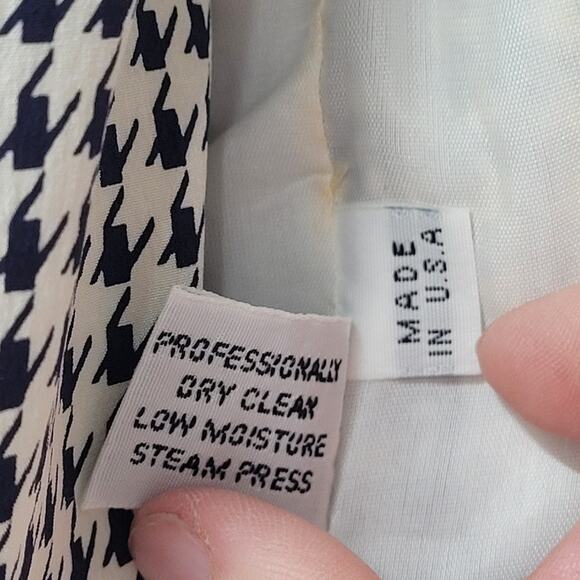 PROFESSIONALLY
DRY CLEAN
LOW MOISTURE
STEAM PRESS
MADE
IN U.S.A